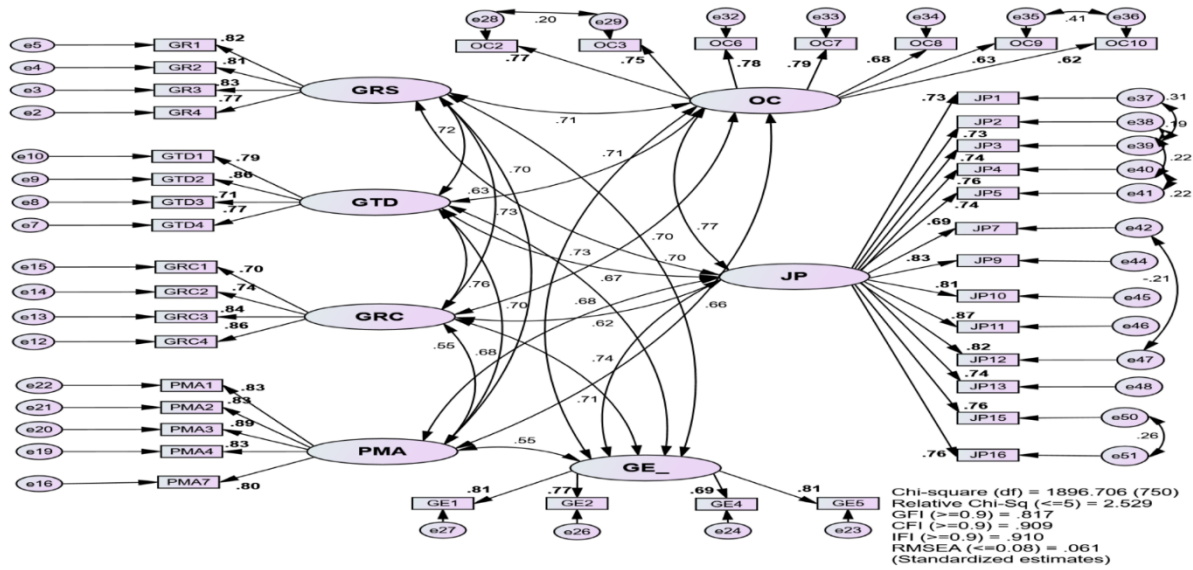 e28 .20 e29 e32 e33 e34 e35 .41 e36
OC2 OC3 OC6 OC7 OC8 OC9 OC10
.77 .75 .78 .79 .68 .63 .62
e5 GR1 .82
e4 GR2 .81
e3 GR3 .83
e2 GR4 .77
GRS
OC
e10 GTD1 .79
e9 GTD2 .86
e8 GTD3 .71
e7 GTD4 .77
GTD
e15 GRC1 .70
e14 GRC2 .74
e13 GRC3 .84
e12 GRC4 .86
GRC
e22 PMA1 .83
e21 PMA2 .83
e20 PMA3 .89
e19 PMA4 .83
e16 PMA7 .80
PMA
.72 .71
.71
.70
.63
.73
.73 .70 .77
.70
.76 .67
.70 .68 .66
.62
.55 .68 .74
.71
.55
JP
.73 JP1 e37 .31
JP2 e38 .19
.73 JP3 e39
.74 JP4 e40 .22
.76 JP5 e41 .22
.74
.69 JP7 e42
.83 JP9 e44
-.21
.81 JP10 e45
.87 JP11 e46
.82 JP12 e47
.74 JP13 e48
.76 JP15 e50
.26
.76 JP16 e51
GE_
.81 .77 .69 .81
GE1 GE2 GE4 GE5
e27 e26 e24 e23
Chi-square (df) = 1896.706 (750)
Relative Chi-Sq (<=5) = 2.529
GFI (>=0.9) = .817
CFI (>=0.9) = .909
IFI (>=0.9) = .910
RMSEA (<=0.08) = .061
(Standardized estimates)